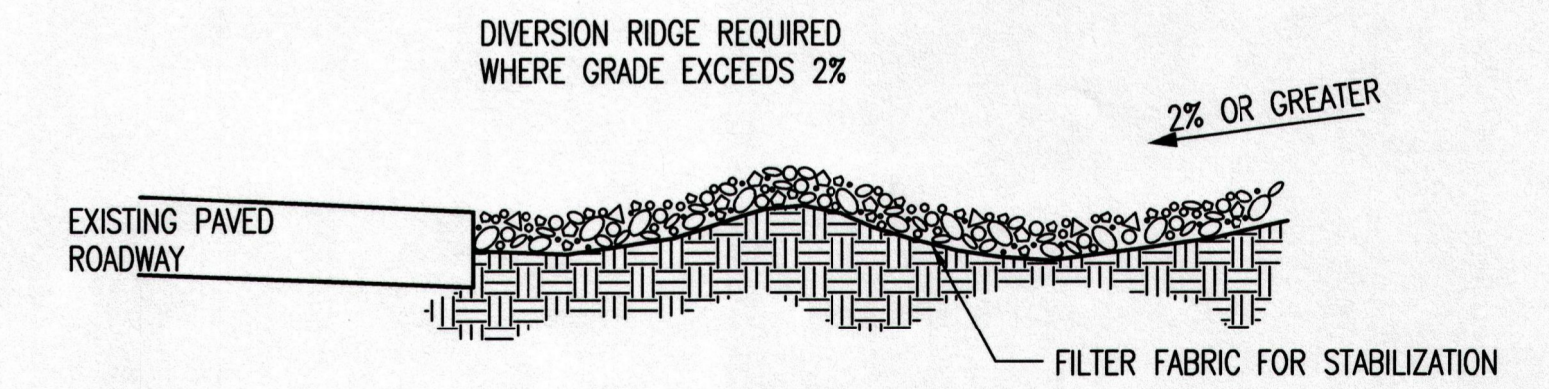 DIVERSION RIDGE REQUIRED
WHERE GRADE EXCEEDS 2%
2% OR GREATER
EXISTING PAVED
ROADWAY
FILTER FABRIC FOR STABILIZATION